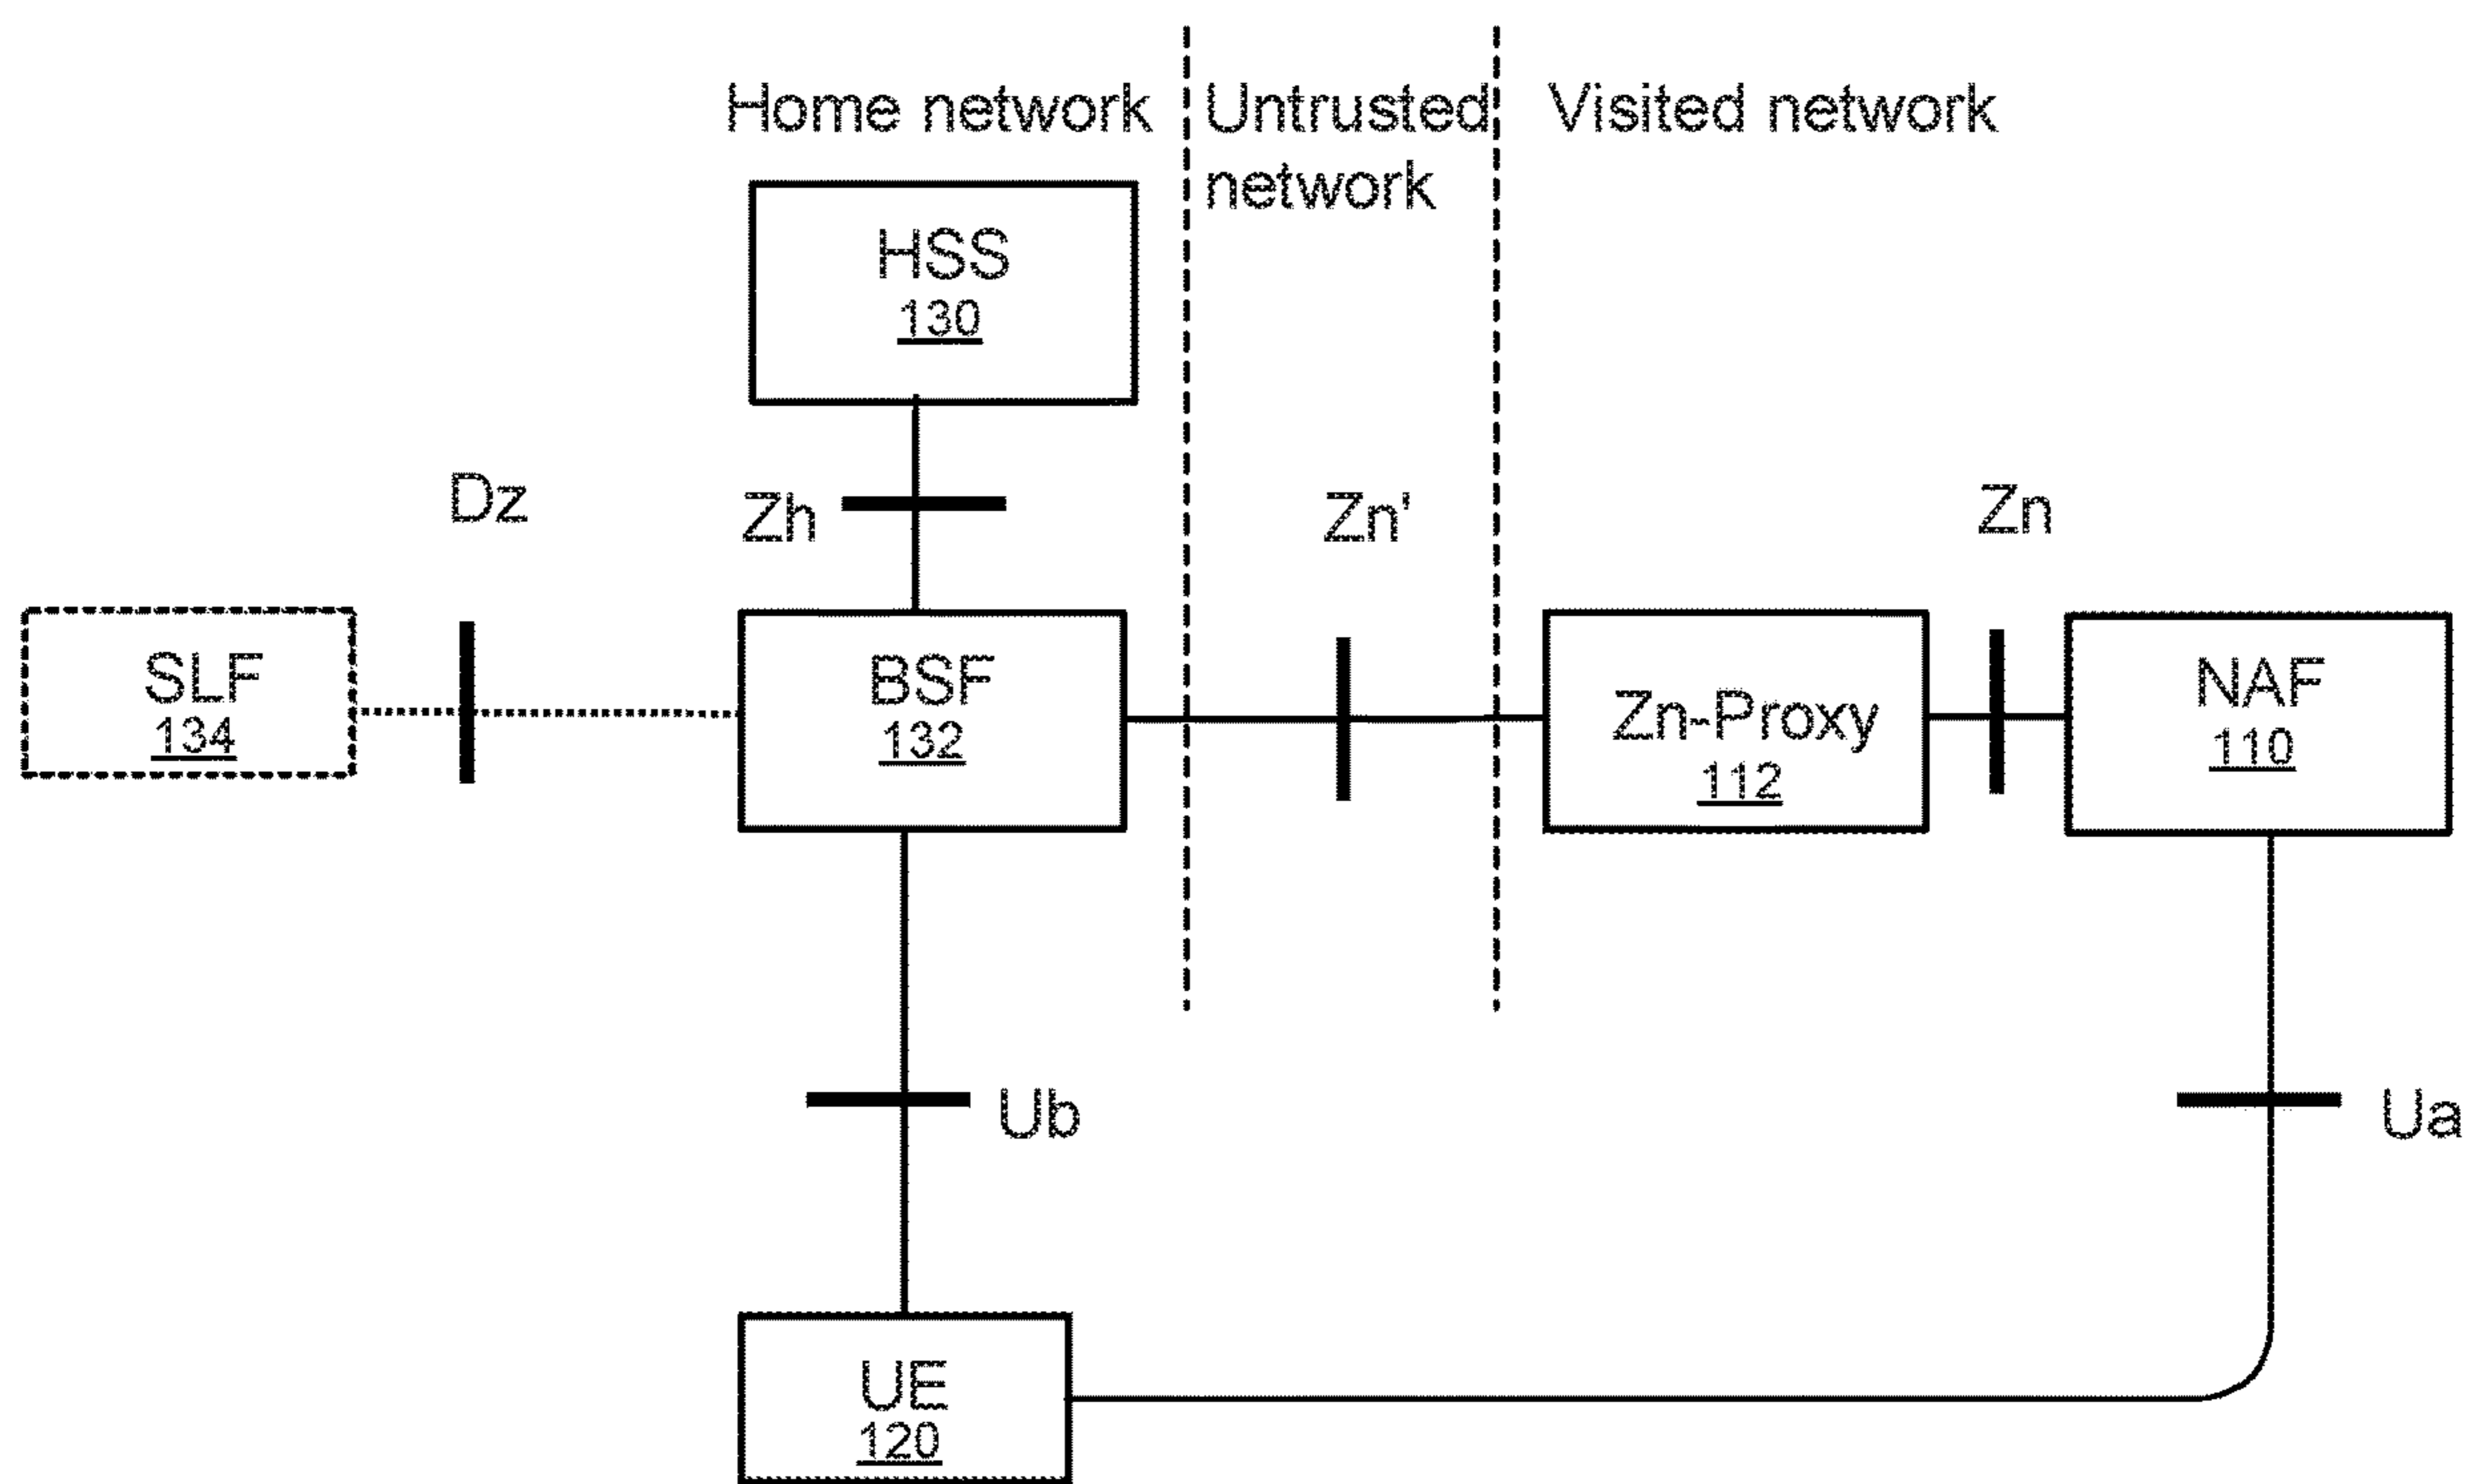 Home network
Untrusted
network
Visited network
HSS
130
Dz
Zh
Zn'
Zn
SLF
134
BSF
132
Zn-Proxy
112
NAF
110
Ub
Ua
UE
120